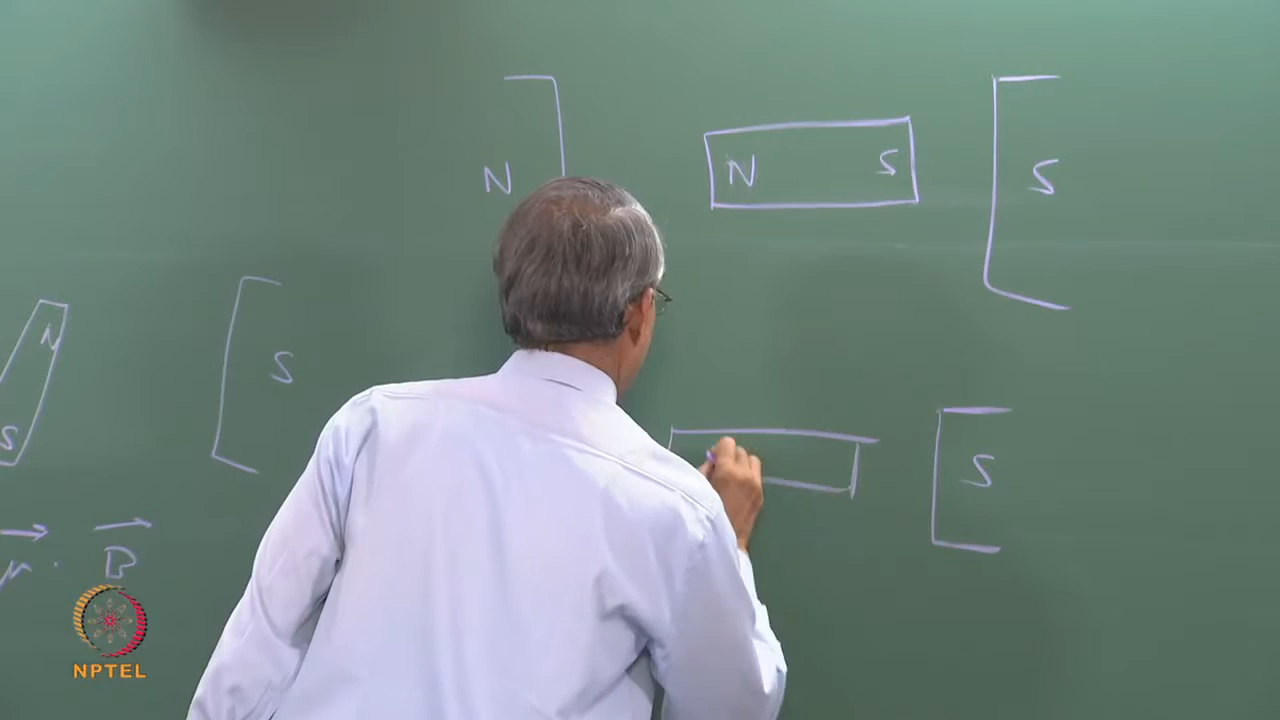 N N S S
N S
S
S
μ . B
NPTEL